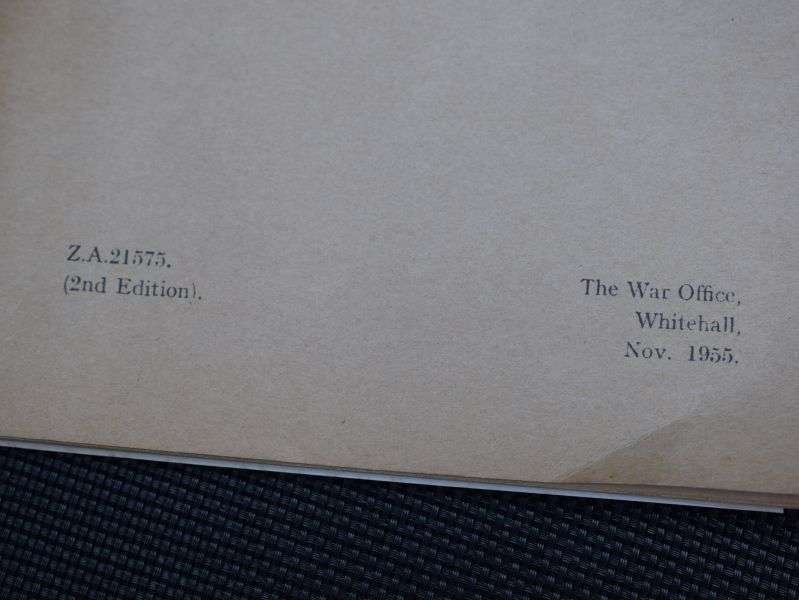 Z.A.21575.
(2nd Edition).
The War Office,
Whitehall,
Nov. 1955.